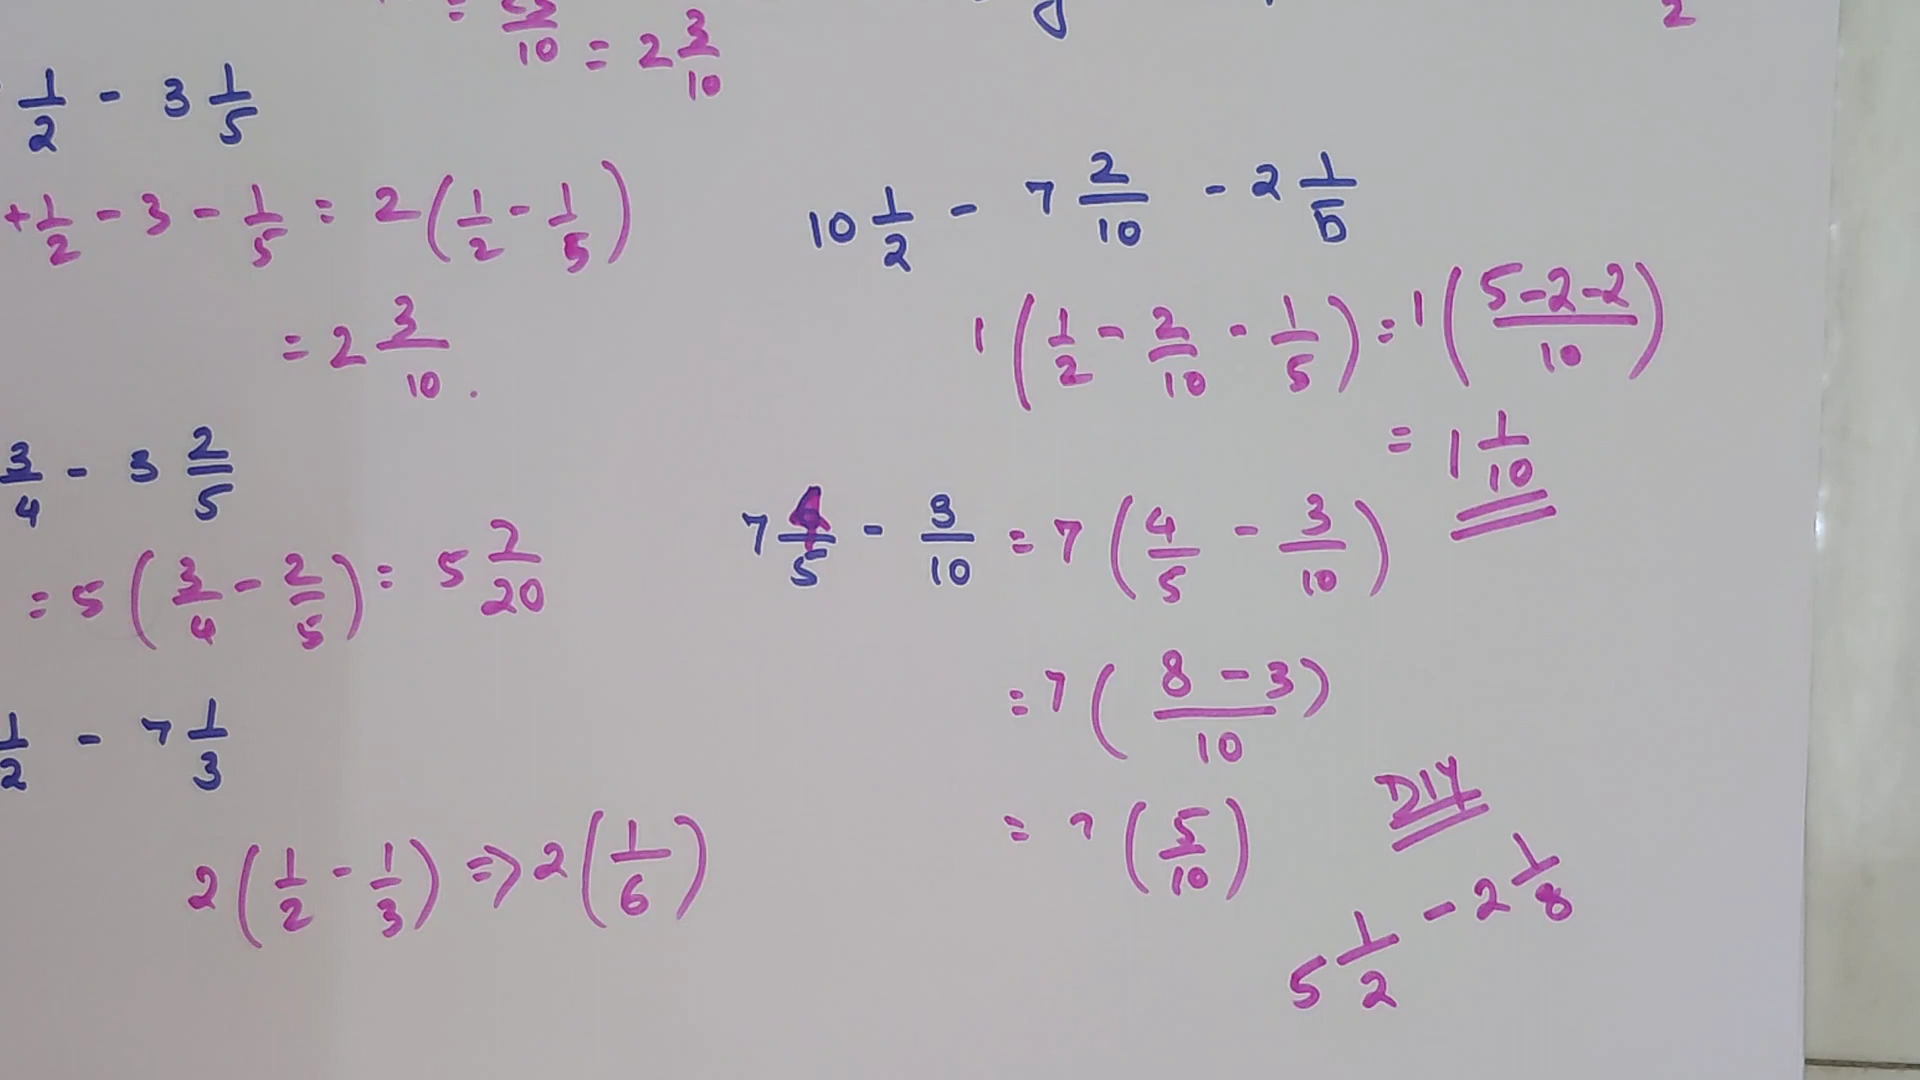 = 23/10 = 2 3/10
1/2 - 3 1/5
+ 1/2 - 3 - 1/5 = 2 (1/2 - 1/5)
= 2 3/10 .
3/4 - 3 2/5
= 5 (3/4 - 2/5) = 5 7/20
1/2 - 7 1/3
2 (1/2 - 1/3) => 2 (1/6)
2
10 1/2 - 7 2/10 - 2 1/5
1 (1/2 - 2/10 - 1/5) = 1 ((5-2-2)/10)
= 1 1/10
7 4/5 - 3/10 = 7 (4/5 - 3/10)
= 7 ((8 - 3)/10)
= 7 (5/10)
DIY
5 1/2 - 2 1/8